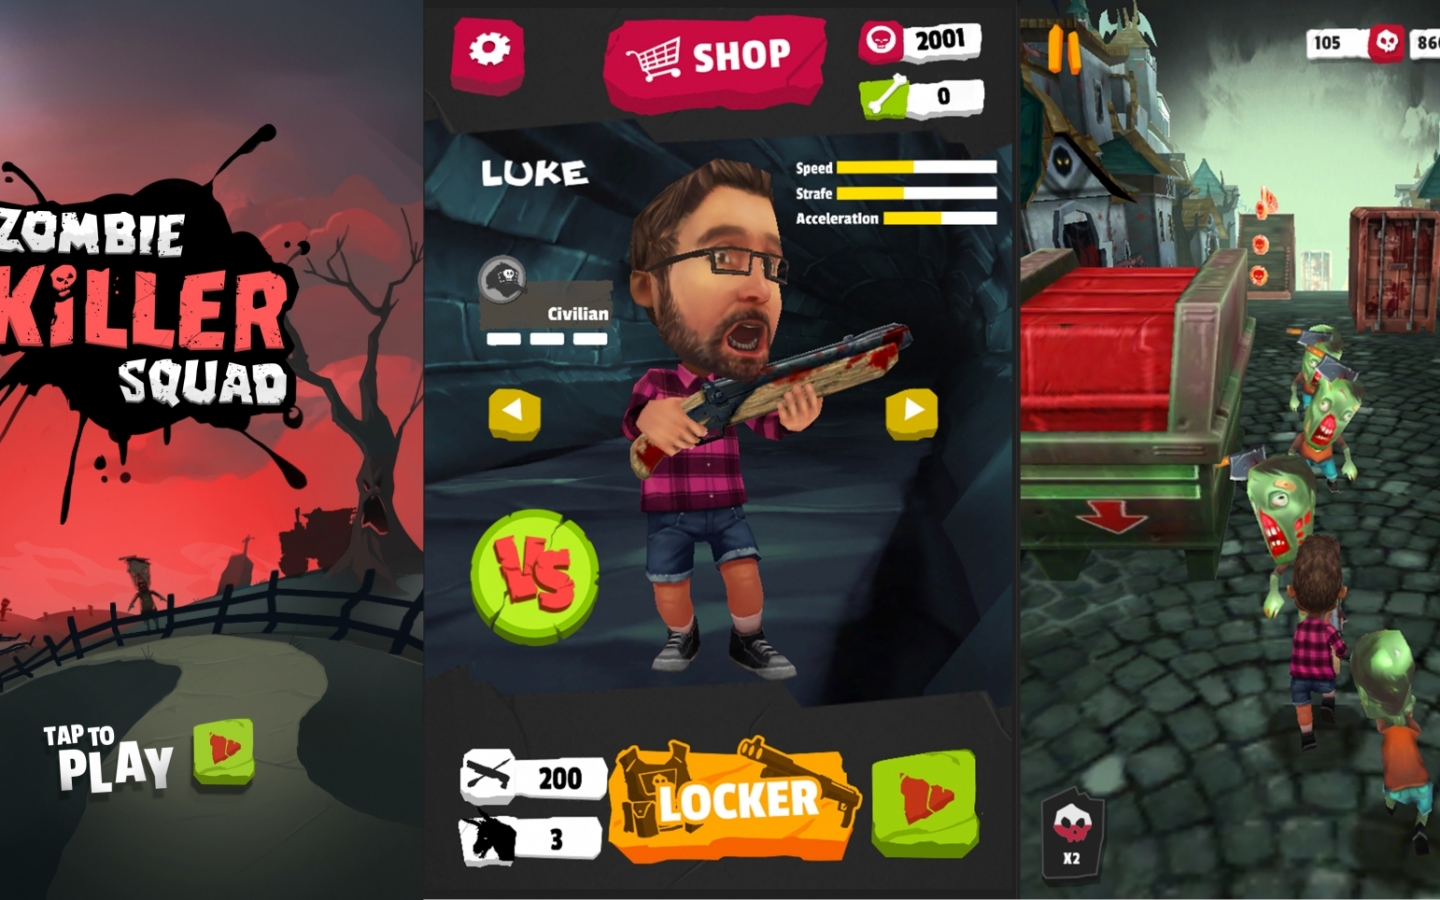 ZOMBIE
KiLLER
SQUAD
TAP TO
PLAY
SHOP
2001
0
LUKE
Speed
Strafe
Acceleration
Civilian
VS
200
3
LOCKER
105
X2